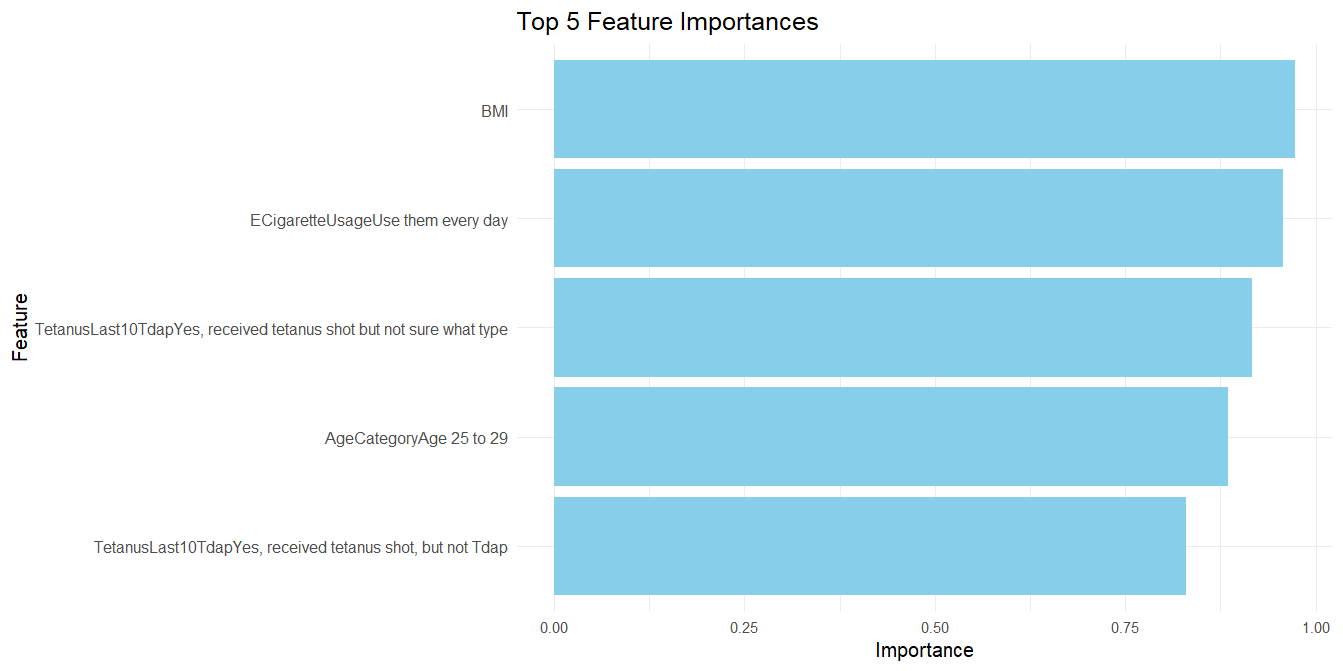 Top 5 Feature Importances
BMI
ECigaretteUsageUse them every day
TetanusLast10TdapYes, received tetanus shot but not sure what type
AgeCategoryAge 25 to 29
TetanusLast10TdapYes, received tetanus shot, but not Tdap
Feature
0.00 0.25 0.50 0.75 1.00
Importance